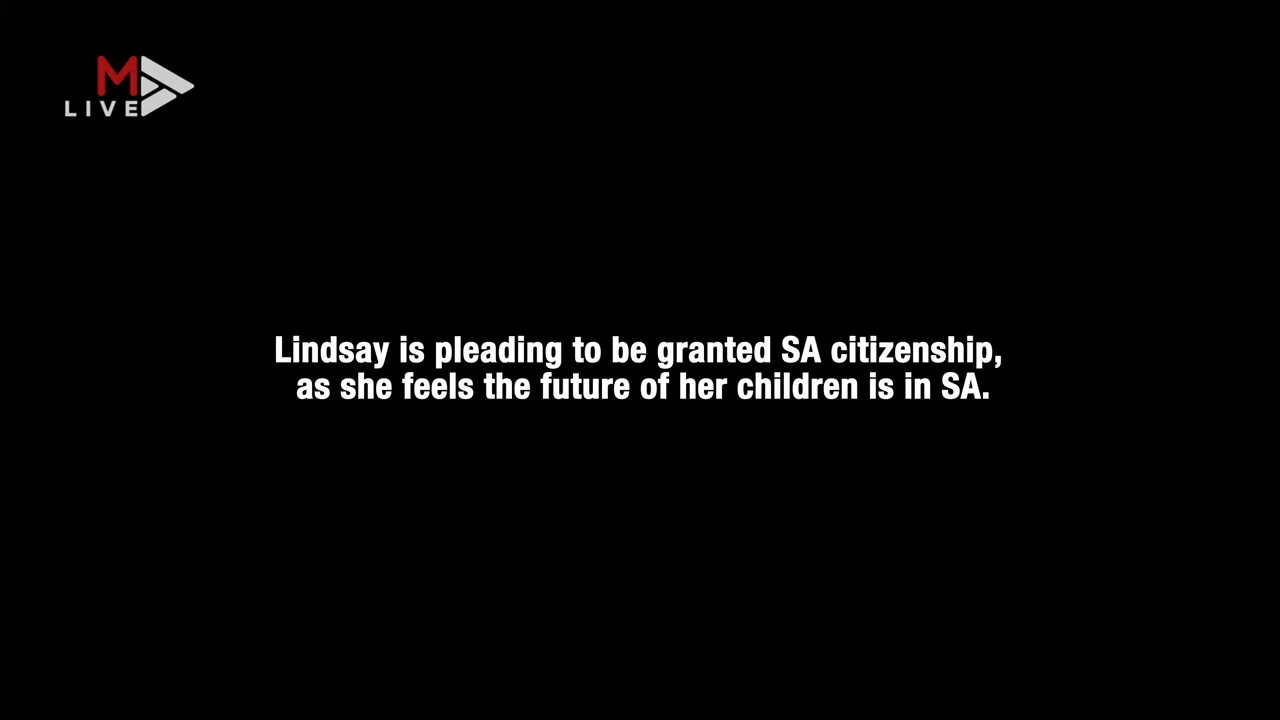 M
LIVE
Lindsay is pleading to be granted SA citizenship,
as she feels the future of her children is in SA.